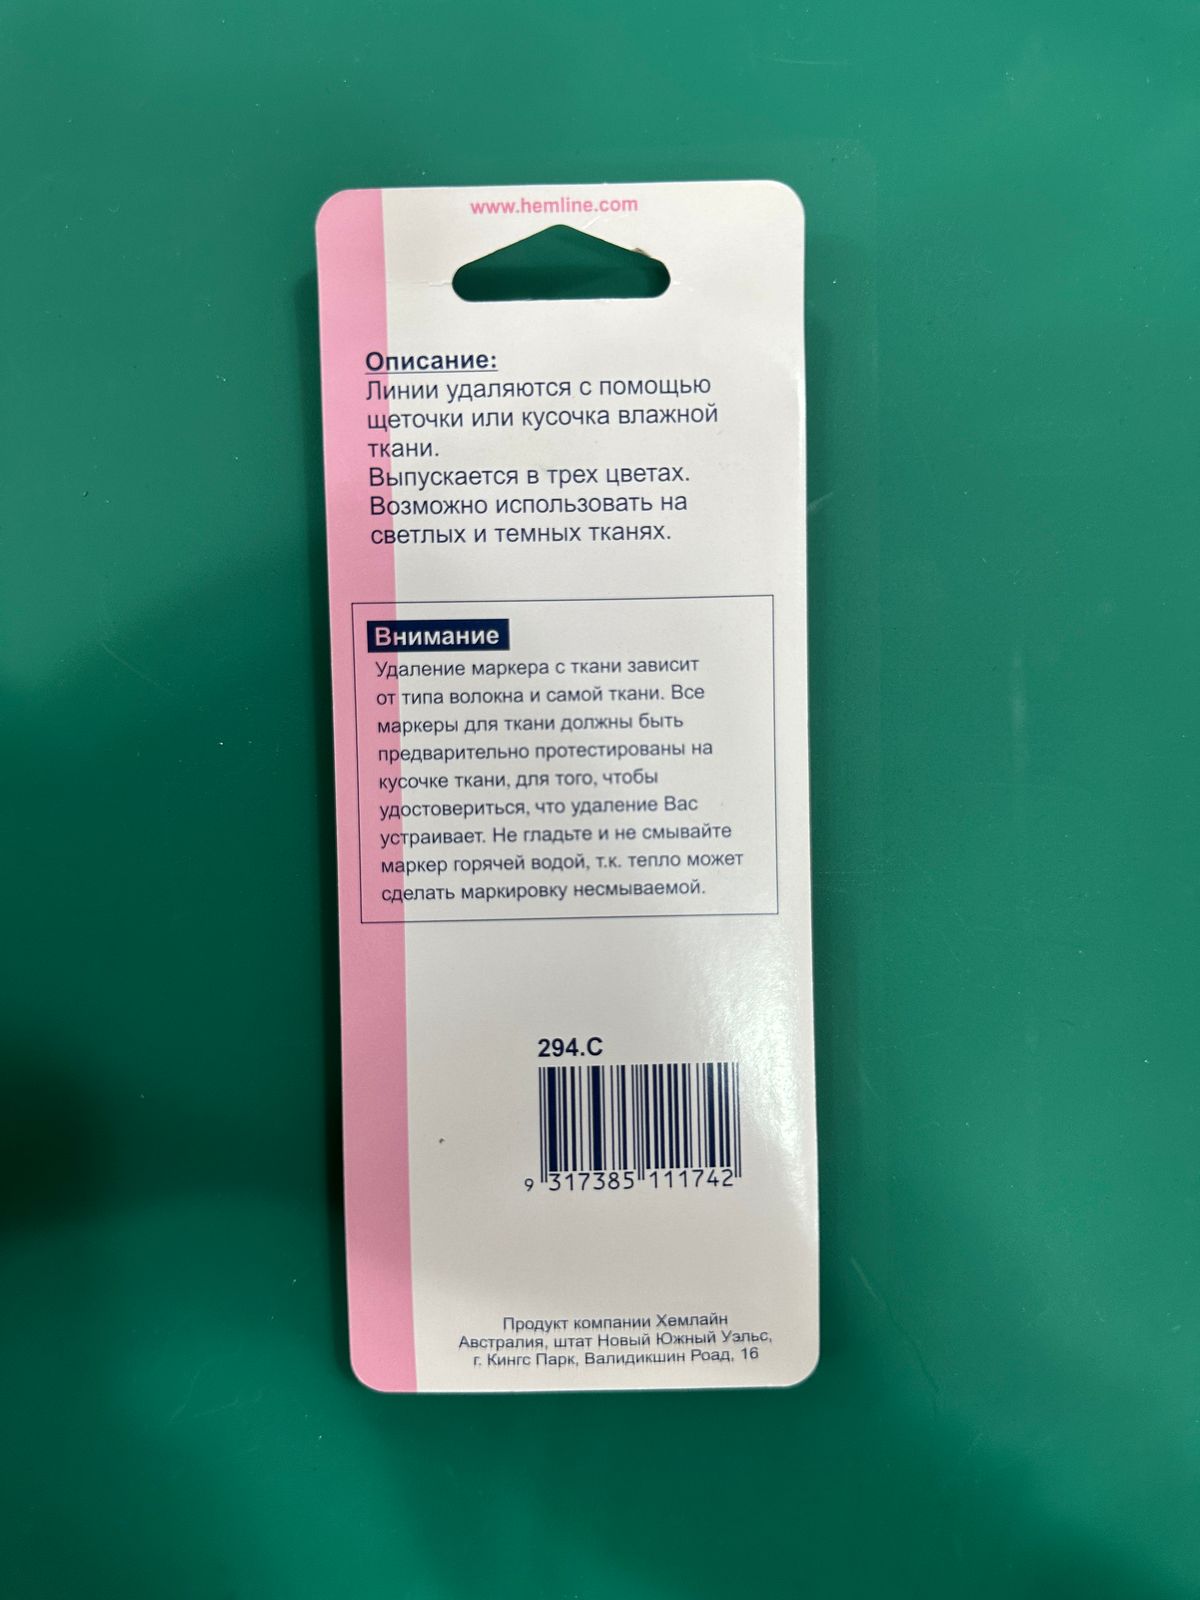 www.hemline.com
Описание:
Линии удаляются с помощью
щеточки или кусочка влажной
ткани.
Выпускается в трех цветах.
Возможно использовать на
светлых и темных тканях.
Внимание
Удаление маркера с ткани зависит
от типа волокна и самой ткани. Все
маркеры для ткани должны быть
предварительно протестированы на
кусочке ткани, для того, чтобы
удостовериться, что удаление Вас
устраивает. Не гладьте и не смывайте
маркер горячей водой, т.к. тепло может
сделать маркировку несмываемой.
294.C
9 317385 111742
Продукт компании Хемлайн
Австралия, штат Новый Южный Уэльс,
г. Кингс Парк, Валидикшин Роад, 16